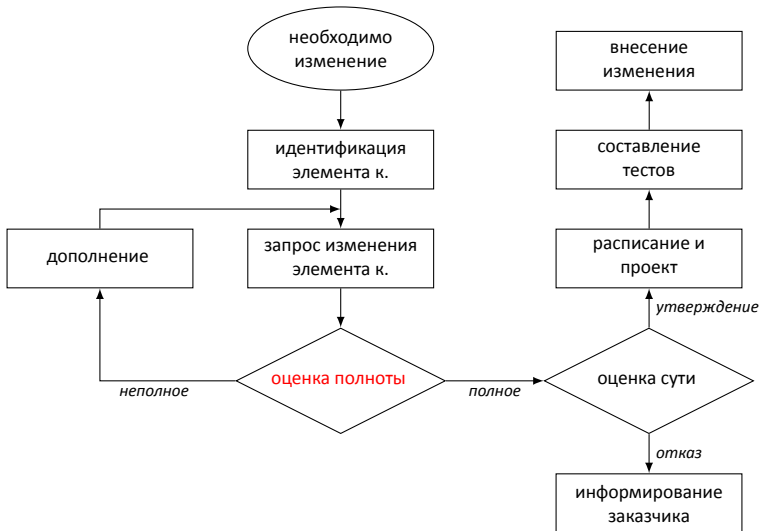 необходимо
изменение
идентификация
элемента к.
запрос изменения
элемента к.
дополнение
оценка полноты
неполное
полное
внесение
изменения
составление
тестов
расписание и
проект
утверждение
оценка сути
отказ
информирование
заказчика